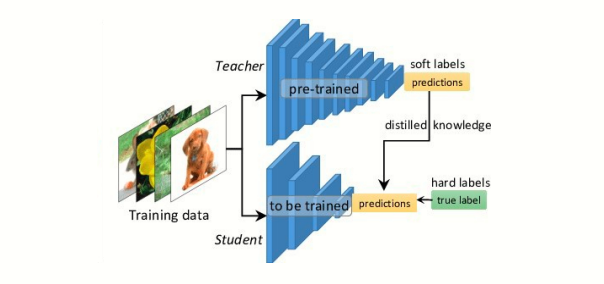 Teacher
pre-trained
soft labels
predictions
distilled knowledge
Training data
to be trained
predictions
hard labels
true label
Student